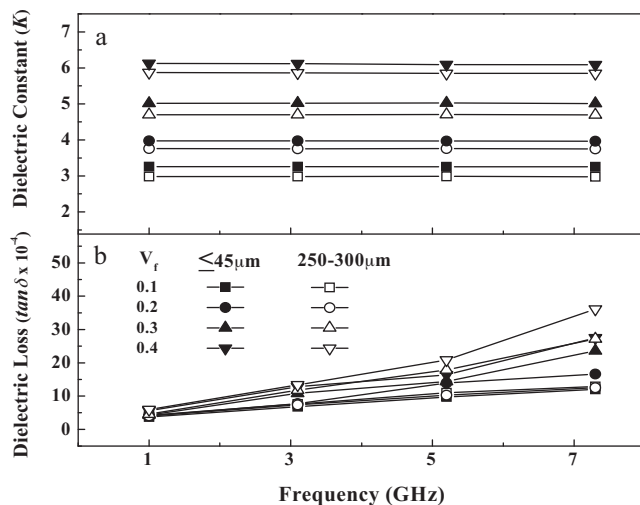 Dielectric Constant (K)
a
7
6
5
4
3
2
Dielectric Loss (tanδ x 10⁻⁴)
b
50
40
30
20
10
0
V_f ≤45μm 250-300μm
0.1
0.2
0.3
0.4
1 3 5 7
Frequency (GHz)